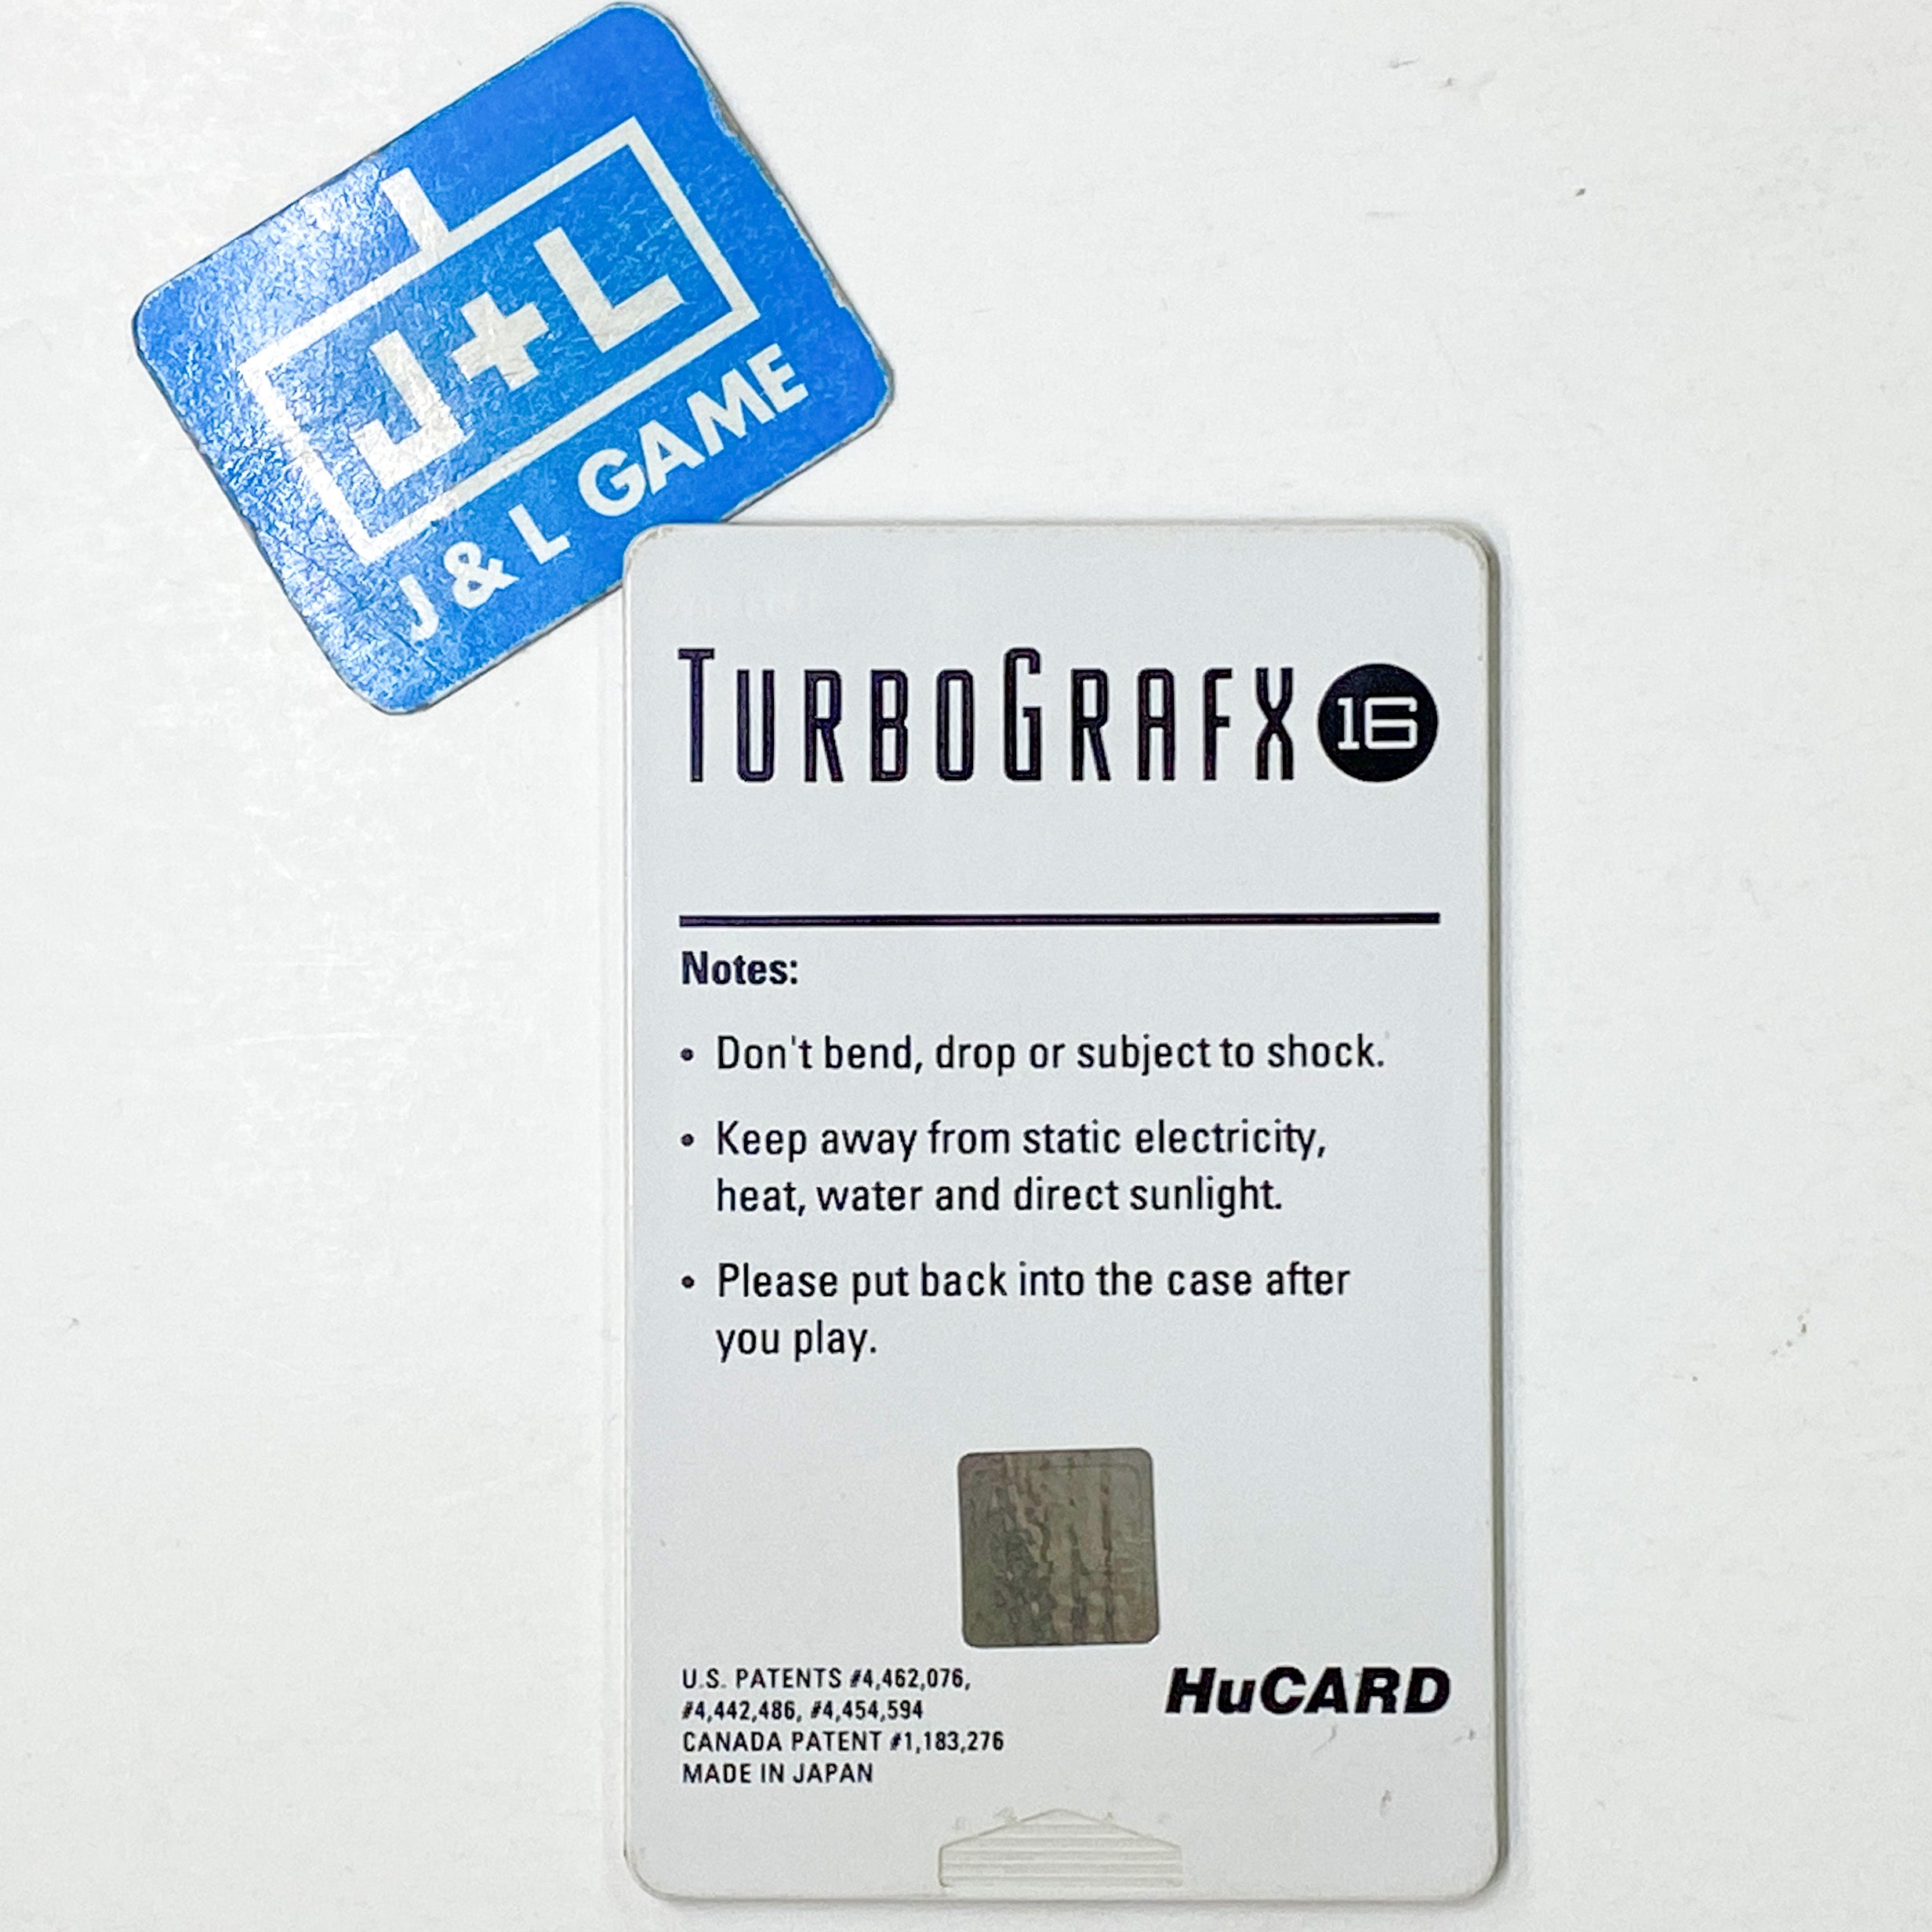 J+L
J & L GAME
TURBOGRAFX 16
Notes:
• Don't bend, drop or subject to shock.
• Keep away from static electricity,
heat, water and direct sunlight.
• Please put back into the case after
you play.
U.S. PATENTS #4,462,076,
#4,442,486, #4,454,594
CANADA PATENT #1,183,276
MADE IN JAPAN
HuCARD